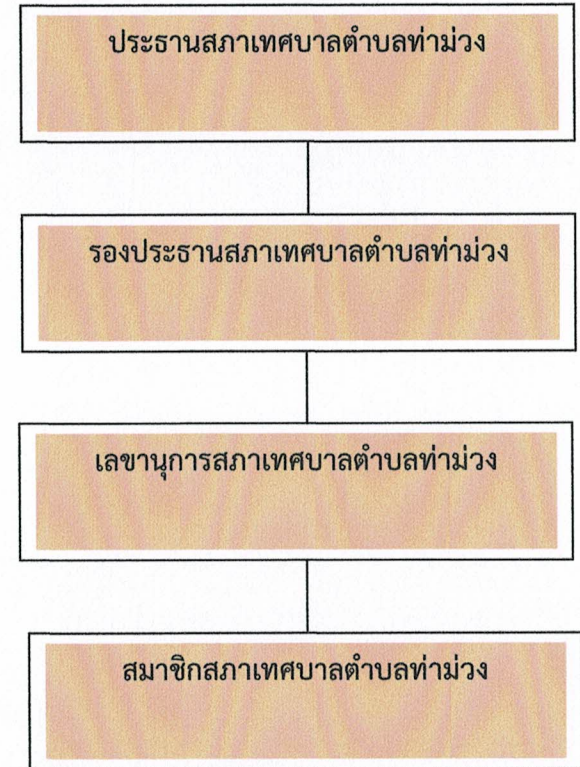 ประธานสภาเทศบาลตำบลท่าม่วง
รองประธานสภาเทศบาลตำบลท่าม่วง
เลขานุการสภาเทศบาลตำบลท่าม่วง
สมาชิกสภาเทศบาลตำบลท่าม่วง